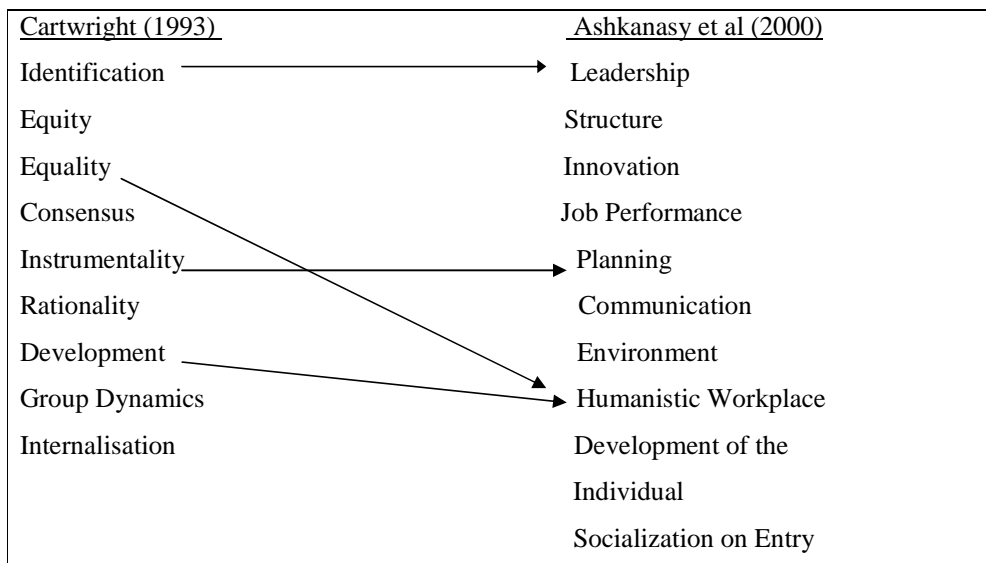 Cartwright (1993)
Identification
Equity
Equality
Consensus
Instrumentality
Rationality
Development
Group Dynamics
Internalisation
Ashkanasy et al (2000)
Leadership
Structure
Innovation
Job Performance
Planning
Communication
Environment
Humanistic Workplace
Development of the
Individual
Socialization on Entry